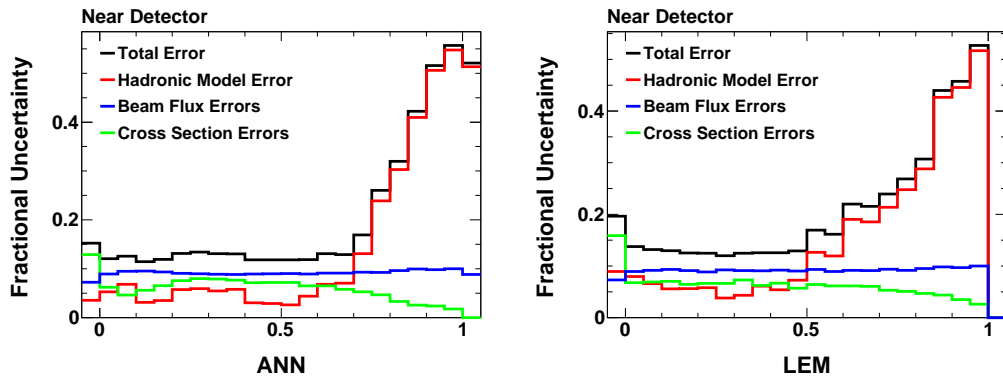 Near Detector
Total Error
Hadronic Model Error
Beam Flux Errors
Cross Section Errors
Fractional Uncertainty
0.4
0.2
0
0
0.5
1
ANN
Near Detector
Total Error
Hadronic Model Error
Beam Flux Errors
Cross Section Errors
Fractional Uncertainty
0.4
0.2
0
0
0.5
1
LEM